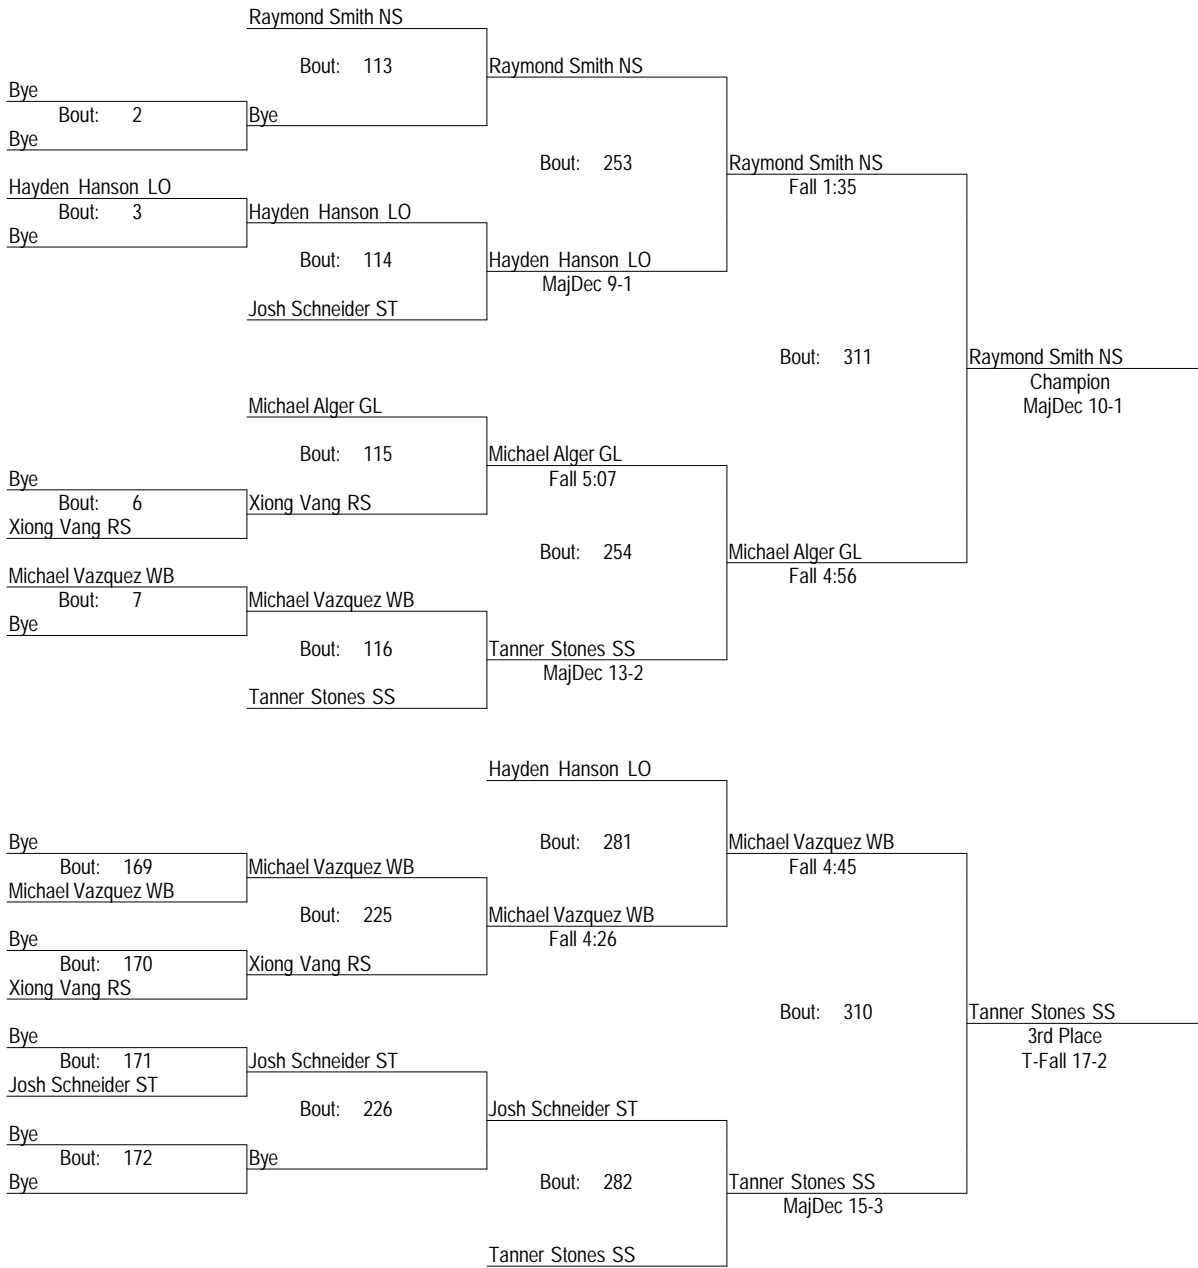 Raymond Smith NS
Bout: 113
Raymond Smith NS
Bye
Bout: 2
Bye
Bye
Bout: 253
Raymond Smith NS
Fall 1:35
Hayden Hanson LO
Bout: 3
Hayden Hanson LO
Bye
Bout: 114
Hayden Hanson LO
MajDec 9-1
Josh Schneider ST
Bout: 311
Raymond Smith NS
Champion
MajDec 10-1
Michael Alger GL
Bout: 115
Michael Alger GL
Fall 5:07
Bye
Bout: 6
Xiong Vang RS
Xiong Vang RS
Bout: 254
Michael Alger GL
Fall 4:56
Michael Vazquez WB
Bout: 7
Michael Vazquez WB
Bye
Bout: 116
Tanner Stones SS
MajDec 13-2
Tanner Stones SS
Hayden Hanson LO
Bout: 281
Michael Vazquez WB
Fall 4:45
Bye
Bout: 169
Michael Vazquez WB
Michael Vazquez WB
Bout: 225
Michael Vazquez WB
Fall 4:26
Bye
Bout: 170
Xiong Vang RS
Xiong Vang RS
Bout: 310
Tanner Stones SS
3rd Place
T-Fall 17-2
Bye
Bout: 171
Josh Schneider ST
Josh Schneider ST
Bout: 226
Josh Schneider ST
Bye
Bout: 172
Bye
Bye
Bout: 282
Tanner Stones SS
MajDec 15-3
Tanner Stones SS